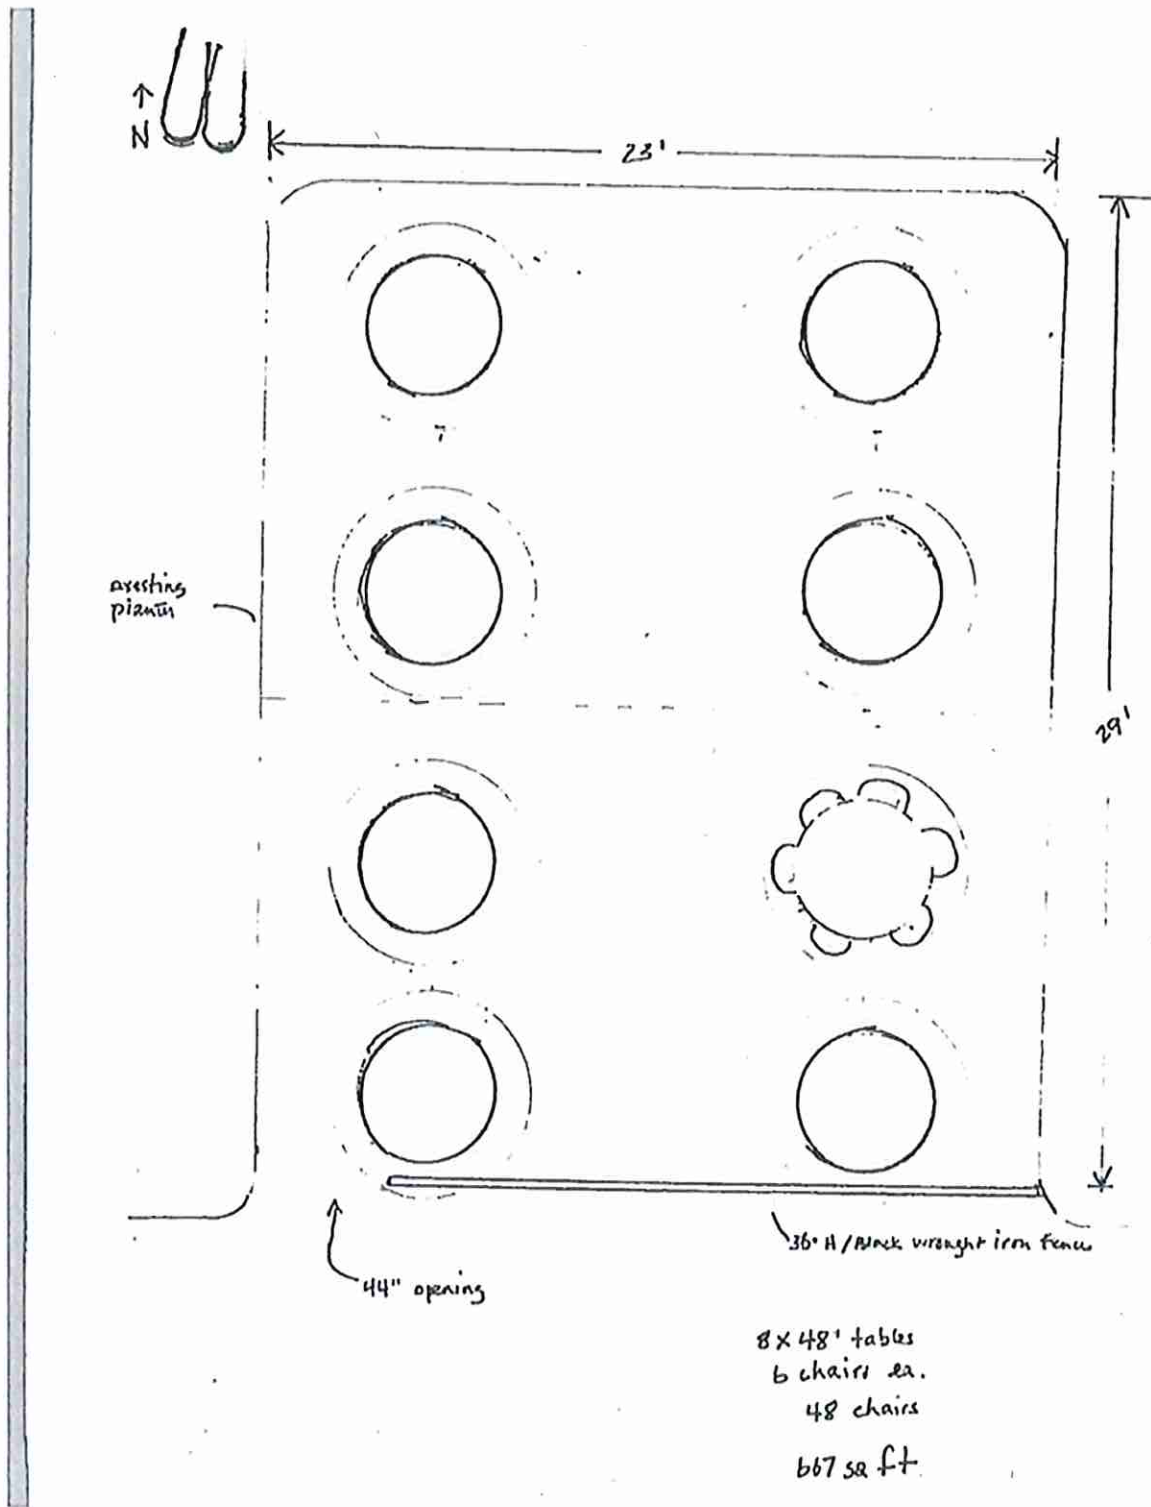 N
23'
29'
existing
planter
36" H / Black wrought iron fence
44" opening
8 X 48' tables
6 chairs ea.
48 chairs
667 sq ft